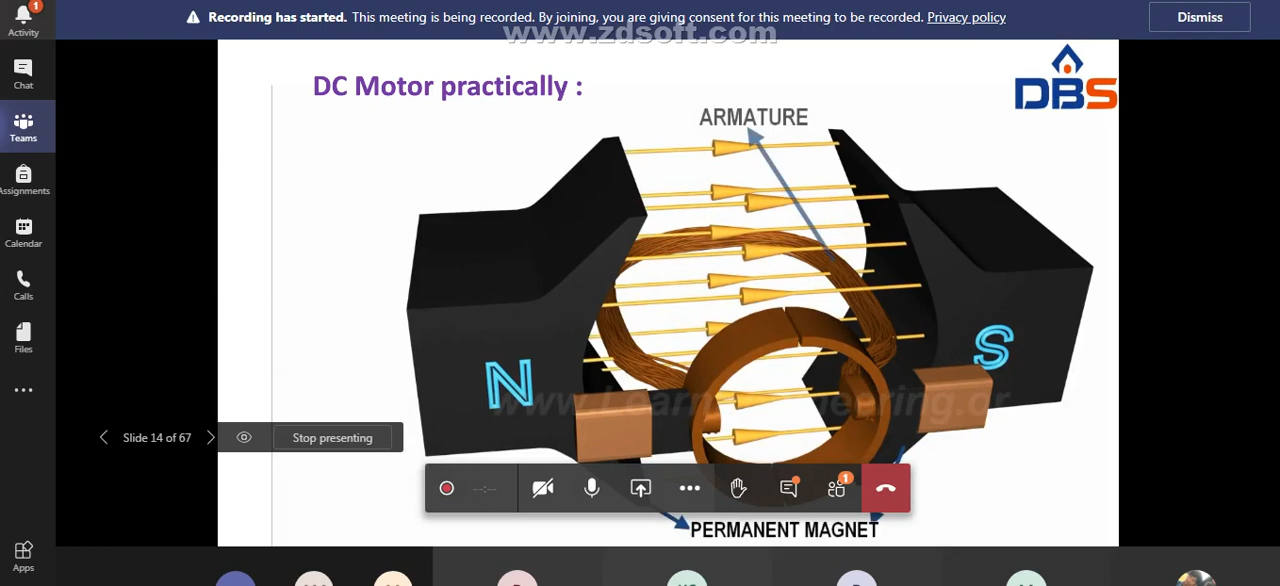 1
Activity
Chat
Teams
Assignments
Calendar
Calls
Files
Apps
Recording has started. This meeting is being recorded. By joining, you are giving consent for this meeting to be recorded. Privacy policy
Dismiss
www.zdsoft.com
DC Motor practically :
DBS
ARMATURE
N
S
Slide 14 of 67
Stop presenting
--:--
1
PERMANENT MAGNET